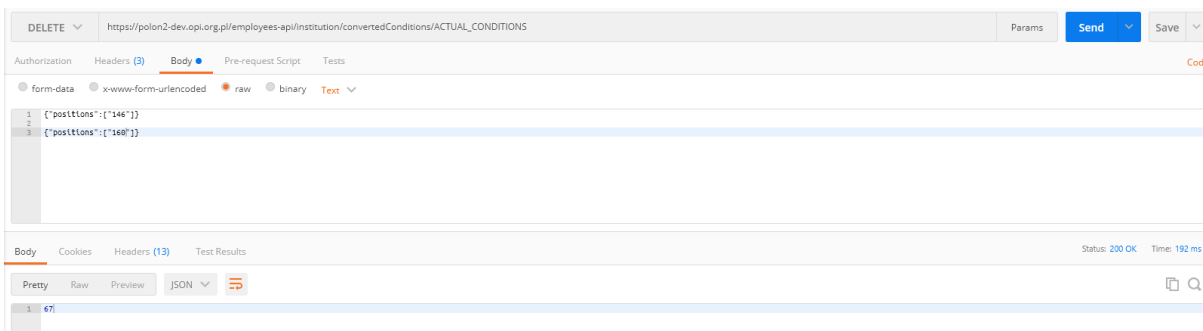 DELETE https://polon2-dev.opi.org.pl/employees-api/institution/convertedConditions/ACTUAL_CONDITIONS Params Send Save
Authorization Headers (3) Body Pre-request Script Tests Cod
form-data x-www-form-urlencoded raw binary Text
1 {"positions":["146"]}
2
3 {"positions":["160"]}
Body Cookies Headers (13) Test Results Status: 200 OK Time: 192 ms
Pretty Raw Preview JSON
1 67